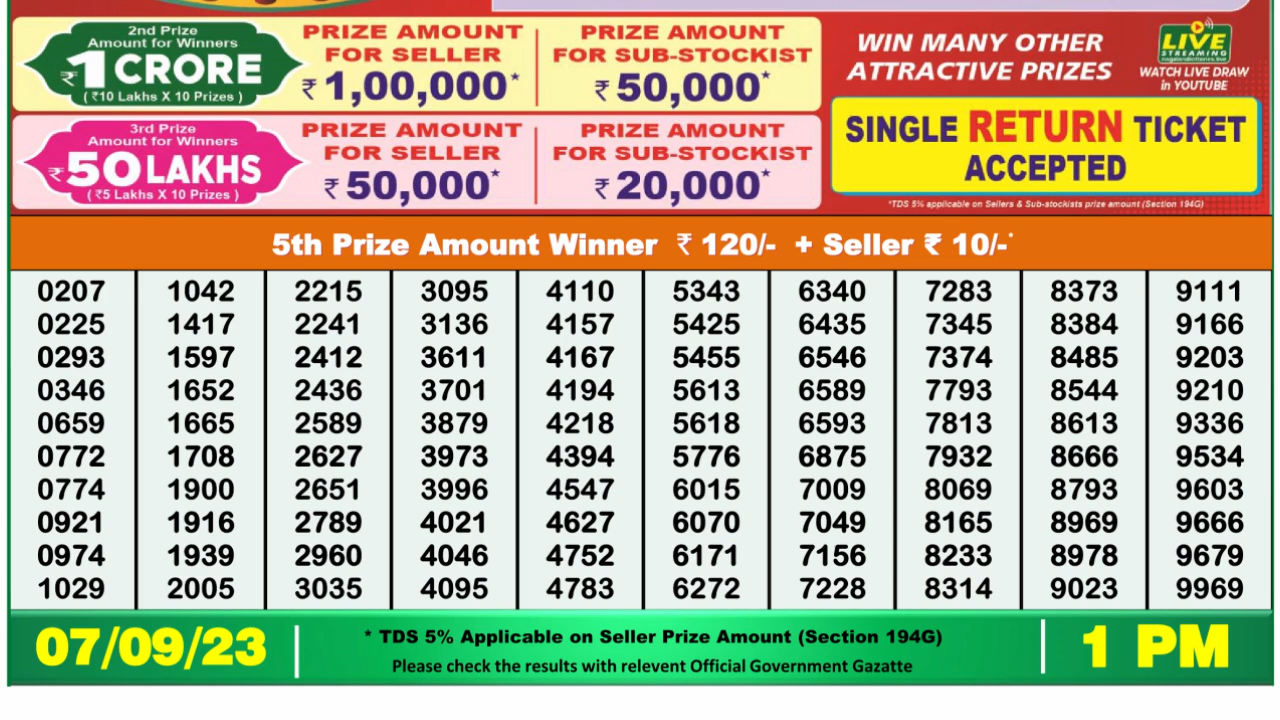 2nd Prize
Amount for Winners
₹1 CRORE
( ₹10 Lakhs X 10 Prizes )
PRIZE AMOUNT
FOR SELLER
₹ 1,00,000*
PRIZE AMOUNT
FOR SUB-STOCKIST
₹ 50,000*
3rd Prize
Amount for Winners
₹50 LAKHS
( ₹5 Lakhs X 10 Prizes )
PRIZE AMOUNT
FOR SELLER
₹ 50,000*
PRIZE AMOUNT
FOR SUB-STOCKIST
₹ 20,000*
WIN MANY OTHER
ATTRACTIVE PRIZES
LIVE
STREAMING
WATCH LIVE DRAW
in YOUTUBE
SINGLE RETURN TICKET
ACCEPTED
*TDS 5% applicable on Sellers & Sub-stockists prize amount (Section 194G)
5th Prize Amount Winner ₹ 120/- + Seller ₹ 10/-*
0207 1042 2215 3095 4110 5343 6340 7283 8373 9111
0225 1417 2241 3136 4157 5425 6435 7345 8384 9166
0293 1597 2412 3611 4167 5455 6546 7374 8485 9203
0346 1652 2436 3701 4194 5613 6589 7793 8544 9210
0659 1665 2589 3879 4218 5618 6593 7813 8613 9336
0772 1708 2627 3973 4394 5776 6875 7932 8666 9534
0774 1900 2651 3996 4547 6015 7009 8069 8793 9603
0921 1916 2789 4021 4627 6070 7049 8165 8969 9666
0974 1939 2960 4046 4752 6171 7156 8233 8978 9679
1029 2005 3035 4095 4783 6272 7228 8314 9023 9969
07/09/23
* TDS 5% Applicable on Seller Prize Amount (Section 194G)
Please check the results with relevent Official Government Gazatte
1 PM